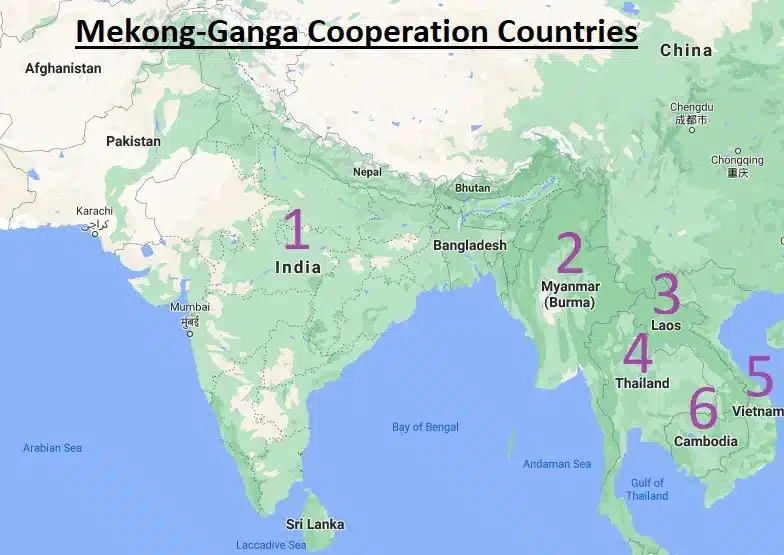 Mekong-Ganga Cooperation Countries
China
Afghanistan
Chengdu
成都市
Pakistan
Chongqing
重庆
Nepal
Bhutan
Karachi
کراچی
1
India
Bangladesh
2
Myanmar
(Burma)
3
Laos
Mumbai
मुंबई
4
Thailand
5
Vietnam
6
Cambodia
Bay of Bengal
Arabian Sea
Andaman Sea
Gulf of
Thailand
Sri Lanka
Laccadive Sea